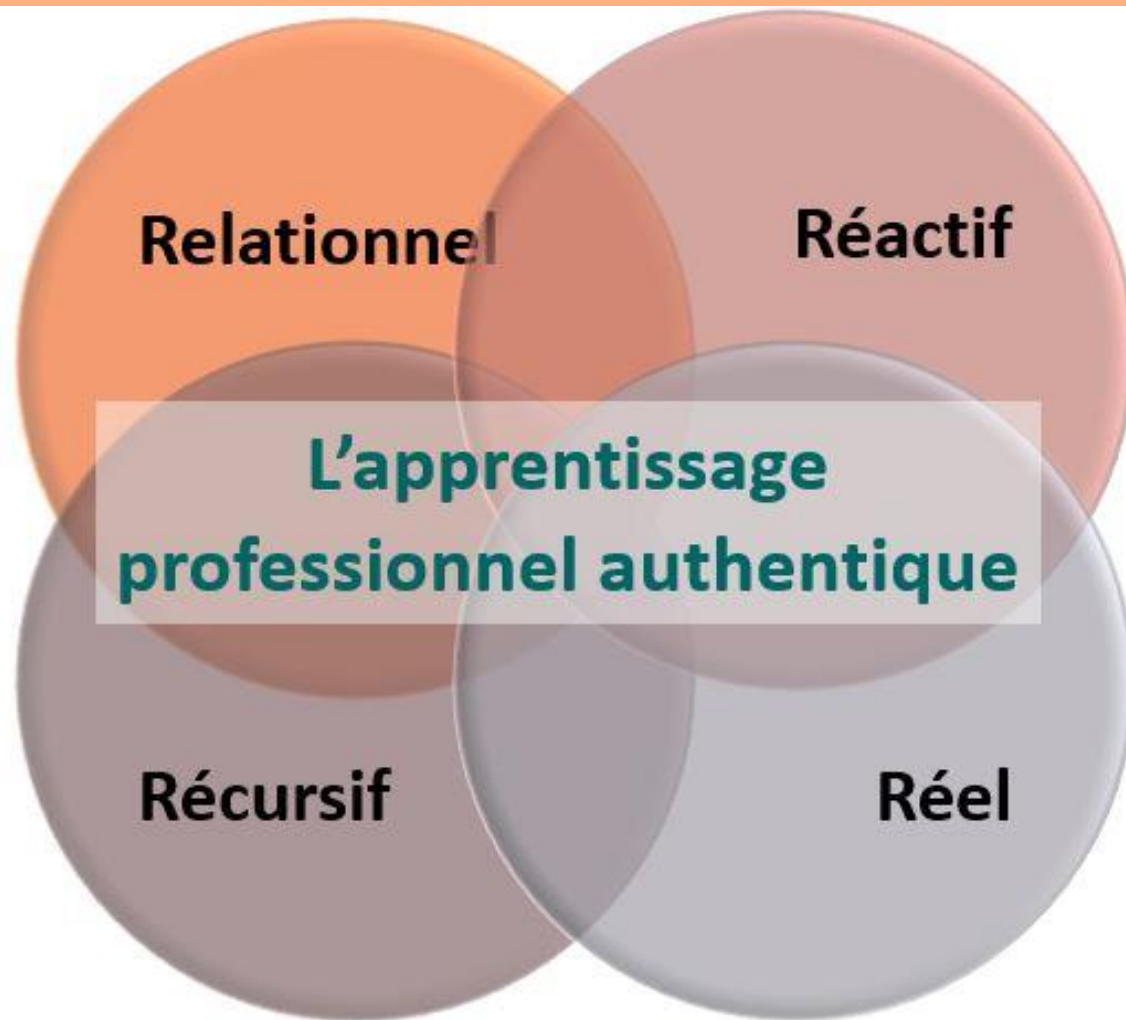 Relationnel
Réactif
L’apprentissage
professionnel authentique
Récursif
Réel